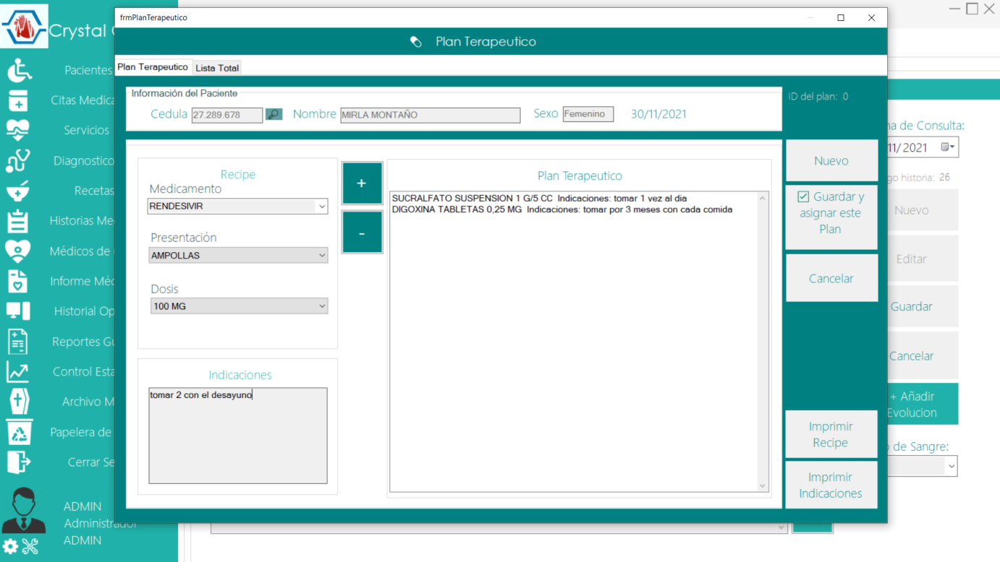 frmPlanTerapeutico
Crystal
Plan Terapeutico
Plan Terapeutico
Lista Total
Pacientes
Citas Medica
Servicios
Diagnostico
Recetas
Historias Me
Médicos de
Informe Méd
Historial Op
Reportes Gu
Control Esta
Archivo M
Papelera de
Cerrar Se
ADMIN
Administrador
ADMIN
Información del Paciente
Cedula 27.289.678 Nombre MIRLA MONTAÑO Sexo Femenino 30/11/2021
ID del plan: 0
Recipe
Medicamento
RENDESIVIR
Presentación
AMPOLLAS
Dosis
100 MG
Indicaciones
tomar 2 con el desayuno
+
-
Plan Terapeutico
SUCRALFATO SUSPENSION 1 G/5 CC Indicaciones: tomar 1 vez al dia
DIGOXINA TABLETAS 0,25 MG Indicaciones: tomar por 3 meses con cada comida
Nuevo
Guardar y
asignar este
Plan
Cancelar
Imprimir
Recipe
Imprimir
Indicaciones
a de Consulta:
11/2021
go historia: 26
Nuevo
Editar
Guardar
Cancelar
+ Añadir
Evolucion
de Sangre: